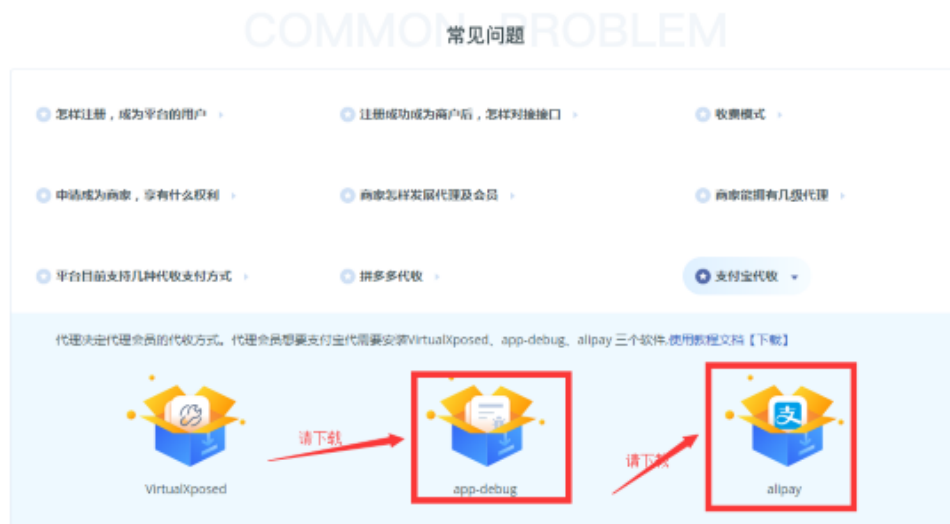 COMMON PROBLEM
常见问题
怎样注册，成为平台的用户
注册成功成为商户后，怎样对接接口
收费模式
申请成为商家，享有什么权利
商家怎样发展代理及会员
商家能拥有几级代理
平台目前支持几种代收支付方式
拼多多代收
支付宝代收
代理决定代理会员的代收方式。代理会员想要支付宝代需要安装VirtualXposed、app-debug、alipay 三个软件,使用教程文档【下载】
支
请下载
请下载
VirtualXposed
app-debug
alipay